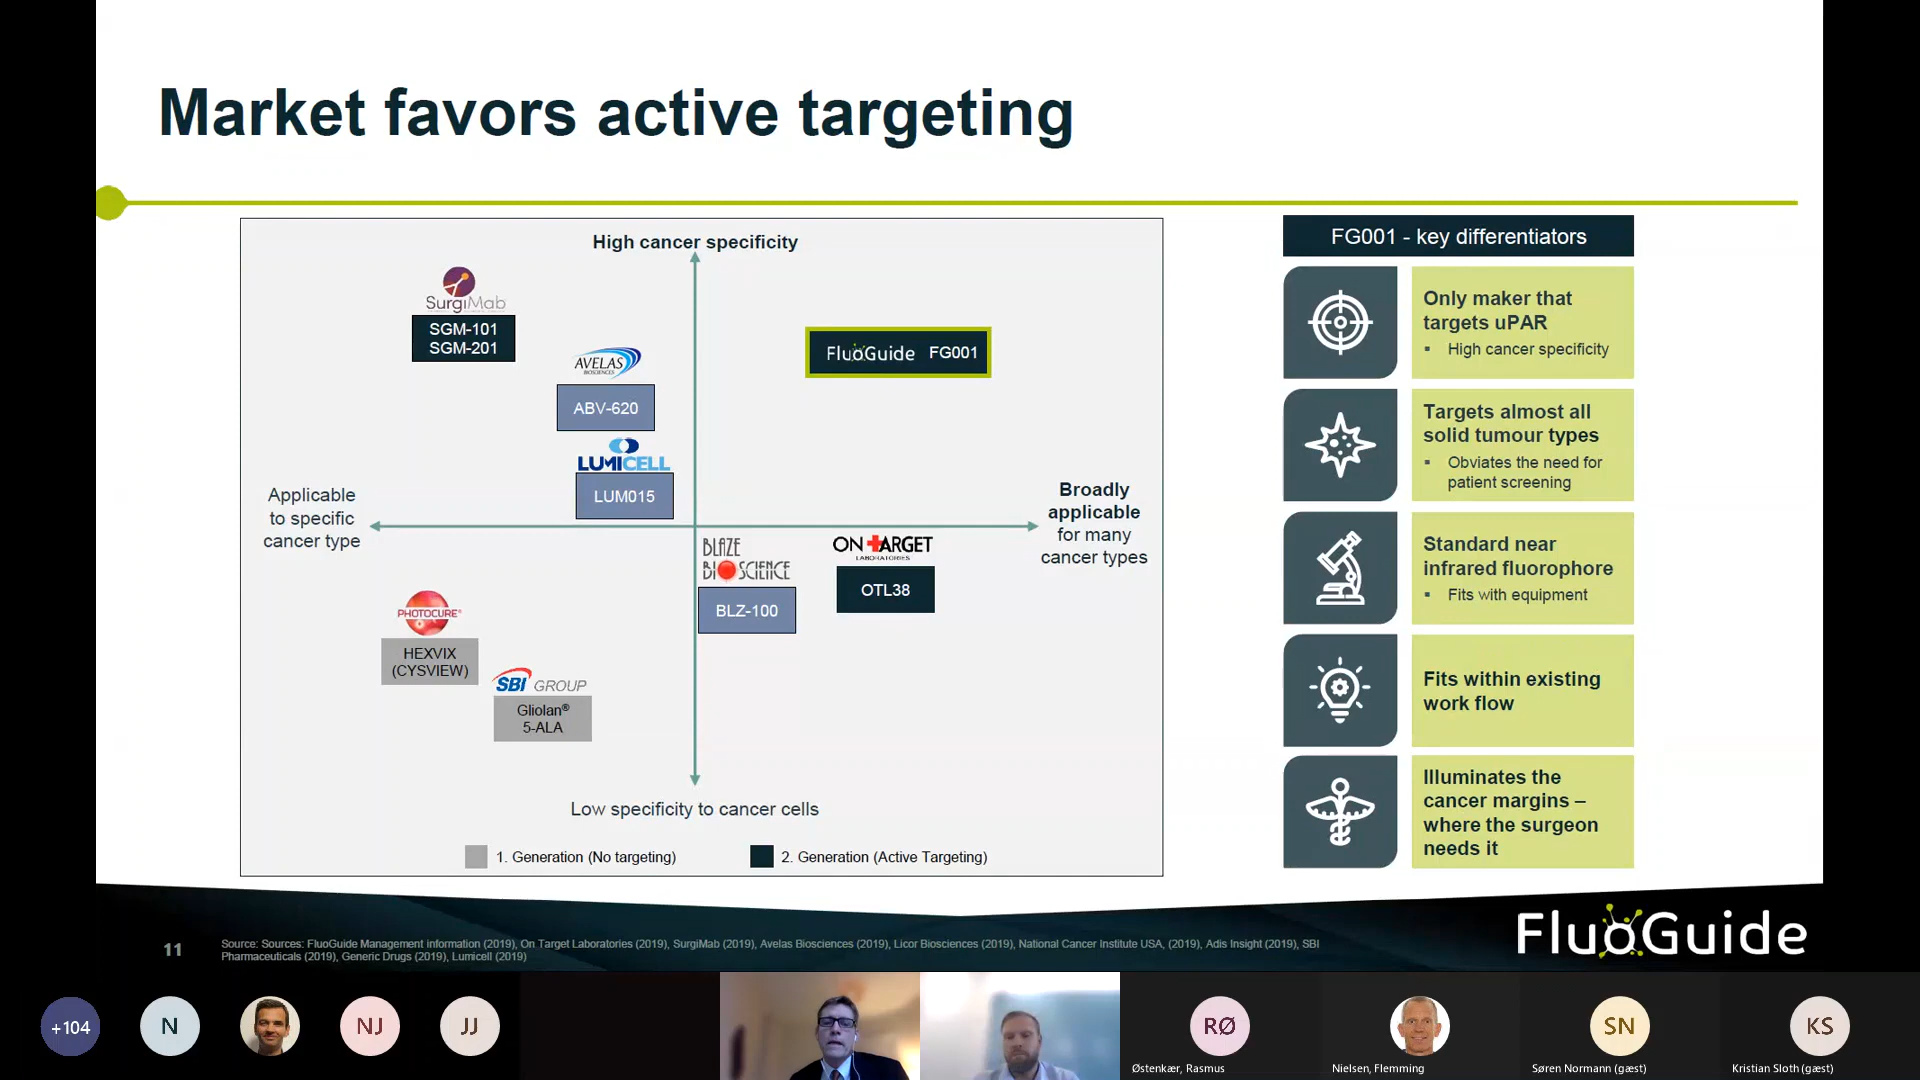 Market favors active targeting
High cancer specificity
SurgiMab
SGM-101
SGM-201
AVELAS
BIOSCIENCES
ABV-620
FluoGuide FG001
LUMICELL
LUM015
Applicable
to specific
cancer type
Broadly
applicable
for many
cancer types
BLAZE
BIOSCIENCE
BLZ-100
ON TARGET
LABORATORIES
OTL38
PHOTOCURE®
HEXVIX
(CYSVIEW)
SBI GROUP
Gliolan®
5-ALA
Low specificity to cancer cells
1. Generation (No targeting)
2. Generation (Active Targeting)
FG001 - key differentiators
Only maker that
targets uPAR
▪ High cancer specificity
Targets almost all
solid tumour types
▪ Obviates the need for
patient screening
Standard near
infrared fluorophore
▪ Fits with equipment
Fits within existing
work flow
Illuminates the
cancer margins –
where the surgeon
needs it
11
Source: Sources: FluoGuide Management information (2019), On Target Laboratories (2019), SurgiMab (2019), Avelas Biosciences (2019), Licor Biosciences (2019), National Cancer Institute USA, (2019), Adis Insight (2019), SBI
Pharmaceuticals (2019), Generic Drugs (2019), Lumicell (2019)
FluoGuide
+104
N
NJ
JJ
RØ
SN
KS
Østenkær, Rasmus
Nielsen, Flemming
Søren Normann (gæst)
Kristian Sloth (gæst)